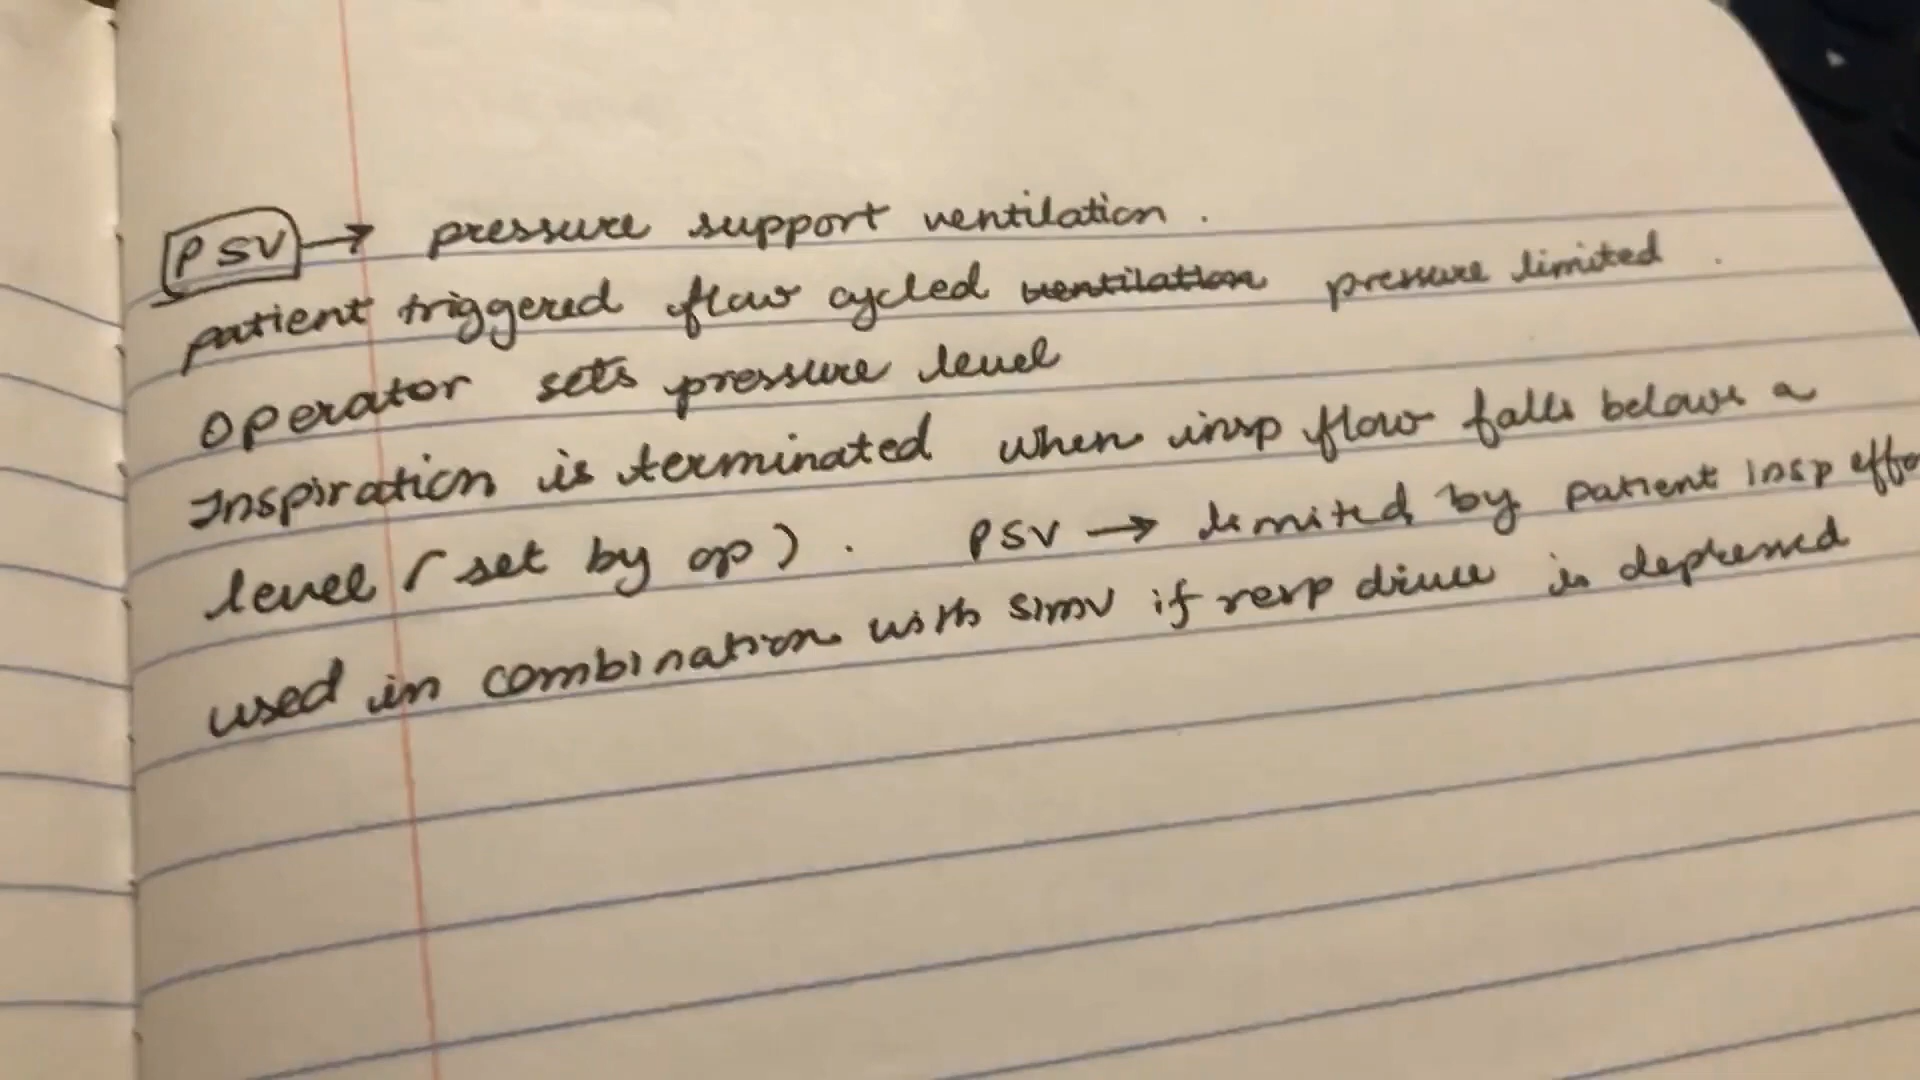 PSV → pressure support ventilation.
patient triggered flow cycled ventilation pressure limited.
Operator sets pressure level
Inspiration is terminated when insp flow falls below a
level (set by op). PSV → limited by patient insp effo
used in combination with SIMV if resp drive is depressed